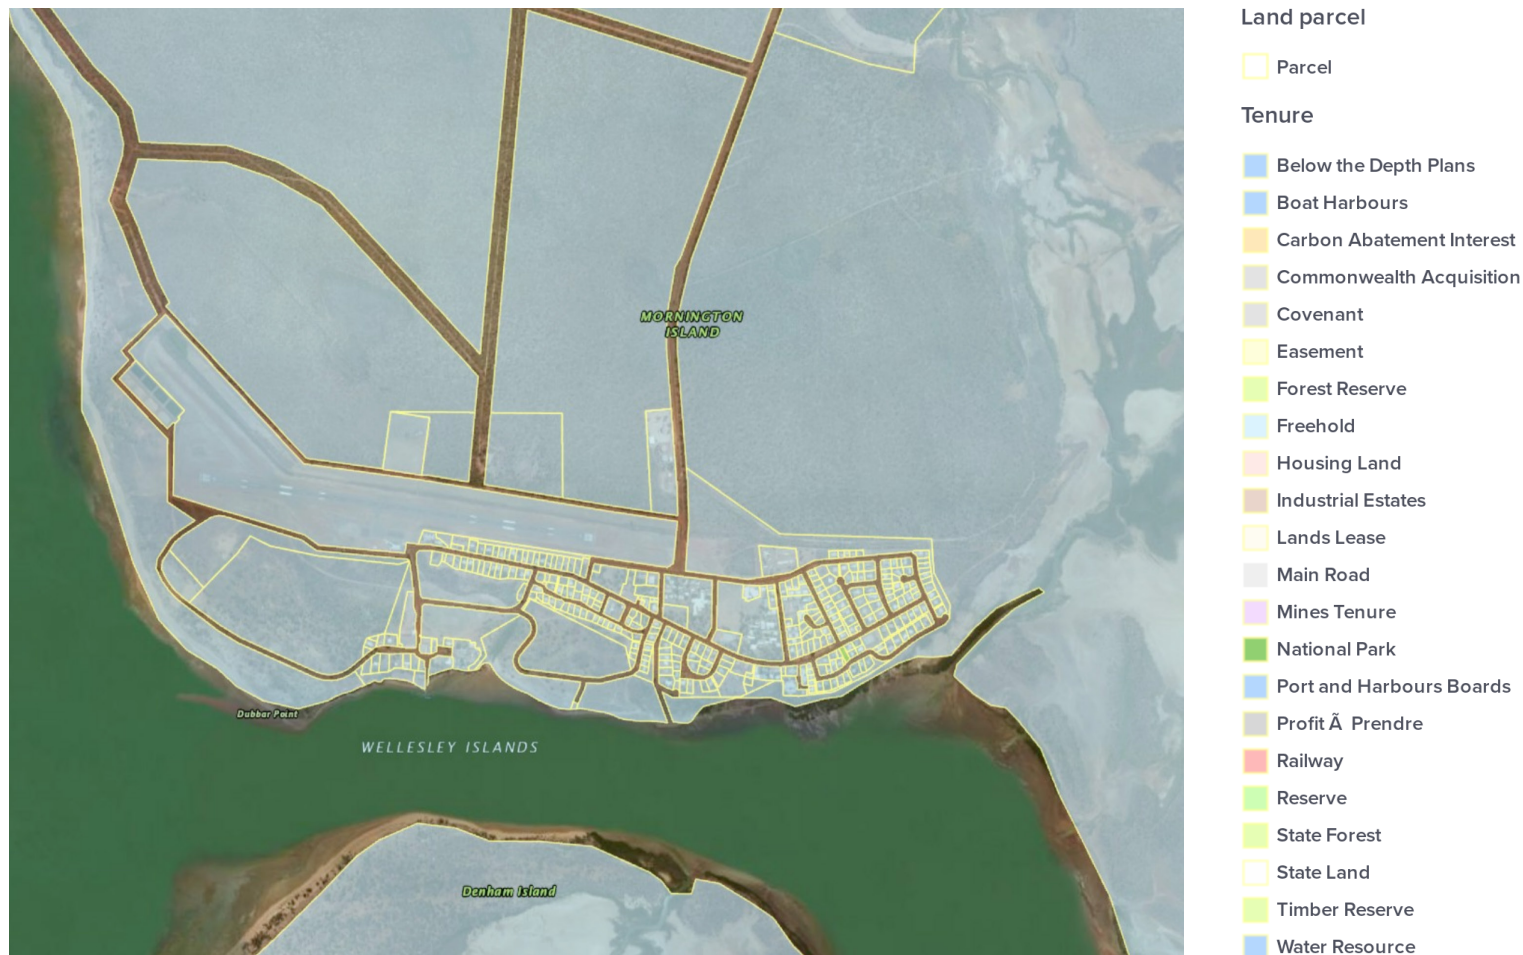 Land parcel
Parcel
Tenure
Below the Depth Plans
Boat Harbours
Carbon Abatement Interest
Commonwealth Acquisition
Covenant
Easement
Forest Reserve
Freehold
Housing Land
Industrial Estates
Lands Lease
Main Road
Mines Tenure
National Park
Port and Harbours Boards
Profit Ã  Prendre
Railway
Reserve
State Forest
State Land
Timber Reserve
Water Resource
MORNINGTON
ISLAND
Dubbar Point
WELLESLEY ISLANDS
Denham Island